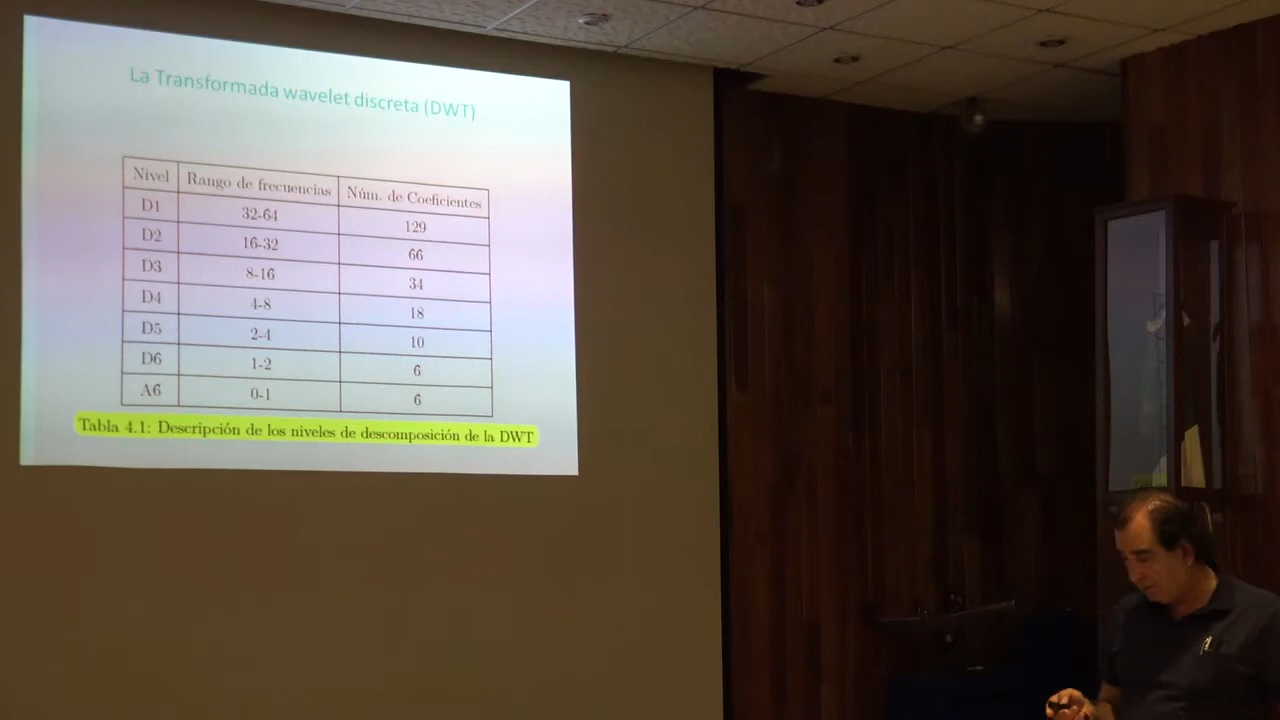 La Transformada wavelet discreta (DWT)
Nivel Rango de frecuencias Núm. de Coeficientes
D1 32-64 129
D2 16-32 66
D3 8-16 34
D4 4-8 18
D5 2-4 10
D6 1-2 6
A6 0-1 6
Tabla 4.1: Descripción de los niveles de descomposición de la DWT